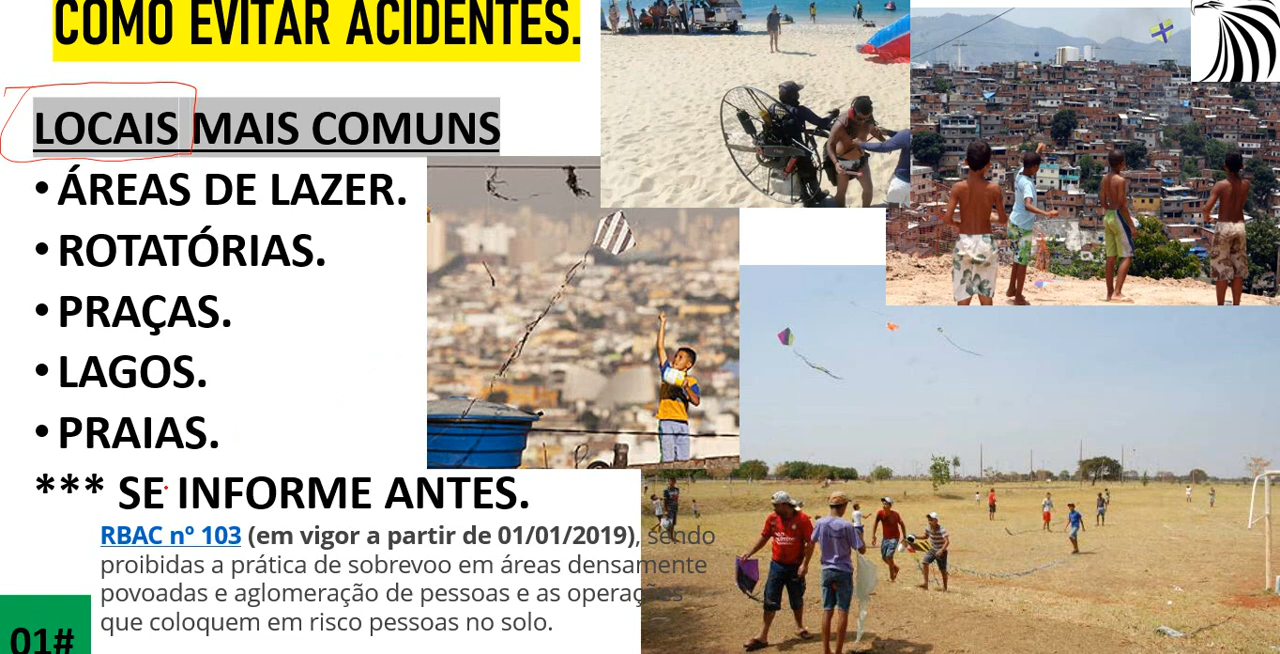 COMO EVITAR ACIDENTES.
LOCAIS MAIS COMUNS
• ÁREAS DE LAZER.
• ROTATÓRIAS.
• PRAÇAS.
• LAGOS.
• PRAIAS.
*** SE INFORME ANTES.
RBAC nº 103 (em vigor a partir de 01/01/2019), sendo
proibidas a prática de sobrevoo em áreas densamente
povoadas e aglomeração de pessoas e as operações
que coloquem em risco pessoas no solo.
01#